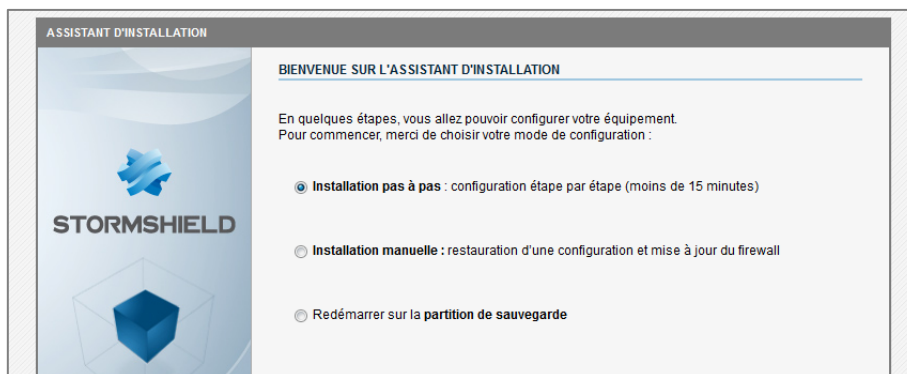 ASSISTANT D'INSTALLATION
BIENVENUE SUR L'ASSISTANT D'INSTALLATION
En quelques étapes, vous allez pouvoir configurer votre équipement.
Pour commencer, merci de choisir votre mode de configuration :
Installation pas à pas : configuration étape par étape (moins de 15 minutes)
STORMSHIELD
Installation manuelle : restauration d'une configuration et mise à jour du firewall
Redémarrer sur la partition de sauvegarde